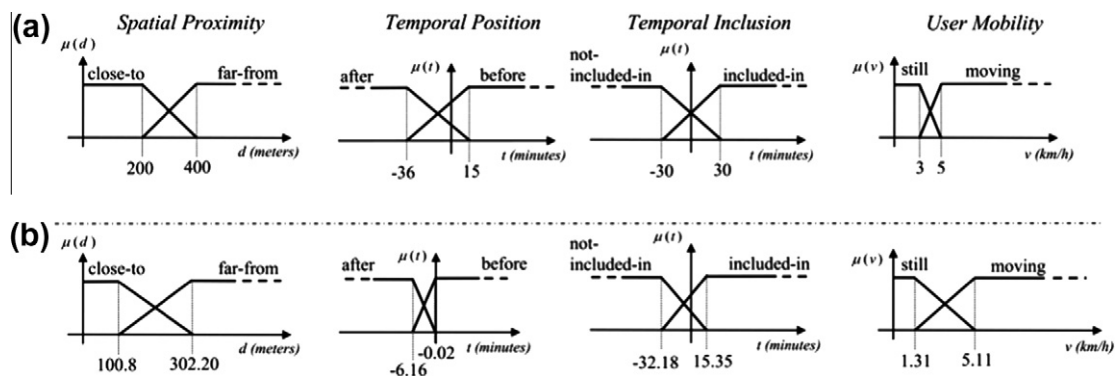 (a)
Spatial Proximity Temporal Position Temporal Inclusion User Mobility
μ(d) close-to far-from
200 400 d (meters)
after μ(t) before
-36 15 t (minutes)
not-
included-in μ(t) included-in
-30 30 t (minutes)
μ(v) still moving
3 5 v (km/h)
(b)
μ(d) close-to far-from
100.8 302.20 d (meters)
after μ(t) before
-6.16 -0.02 t (minutes)
not-
included-in μ(t) included-in
-32.18 15.35 t (minutes)
μ(v) still moving
1.31 5.11 v (km/h)